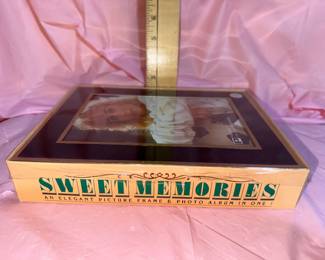 SWEET MEMORIES
AN ELEGANT PICTURE FRAME & PHOTO ALBUM IN ONE!